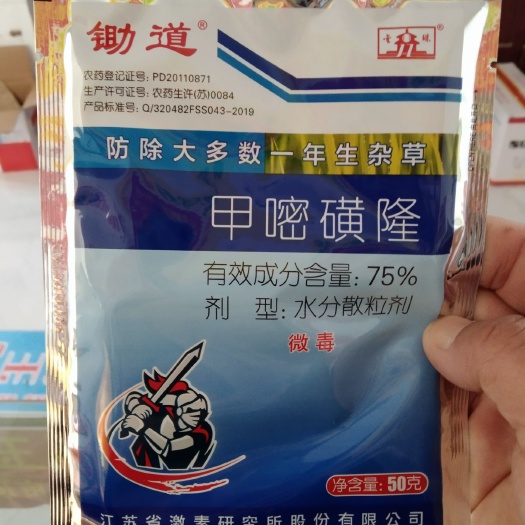 锄道®
农药登记证号: PD20110871
生产许可证号: 农药生许(苏)0084
产品标准号: Q/320482FSS043-2019
防除大多数一年生杂草
甲嘧磺隆
有效成分含量: 75%
剂 型: 水分散粒剂
微毒
净含量: 50克
江苏省激素研究所股份有限公司